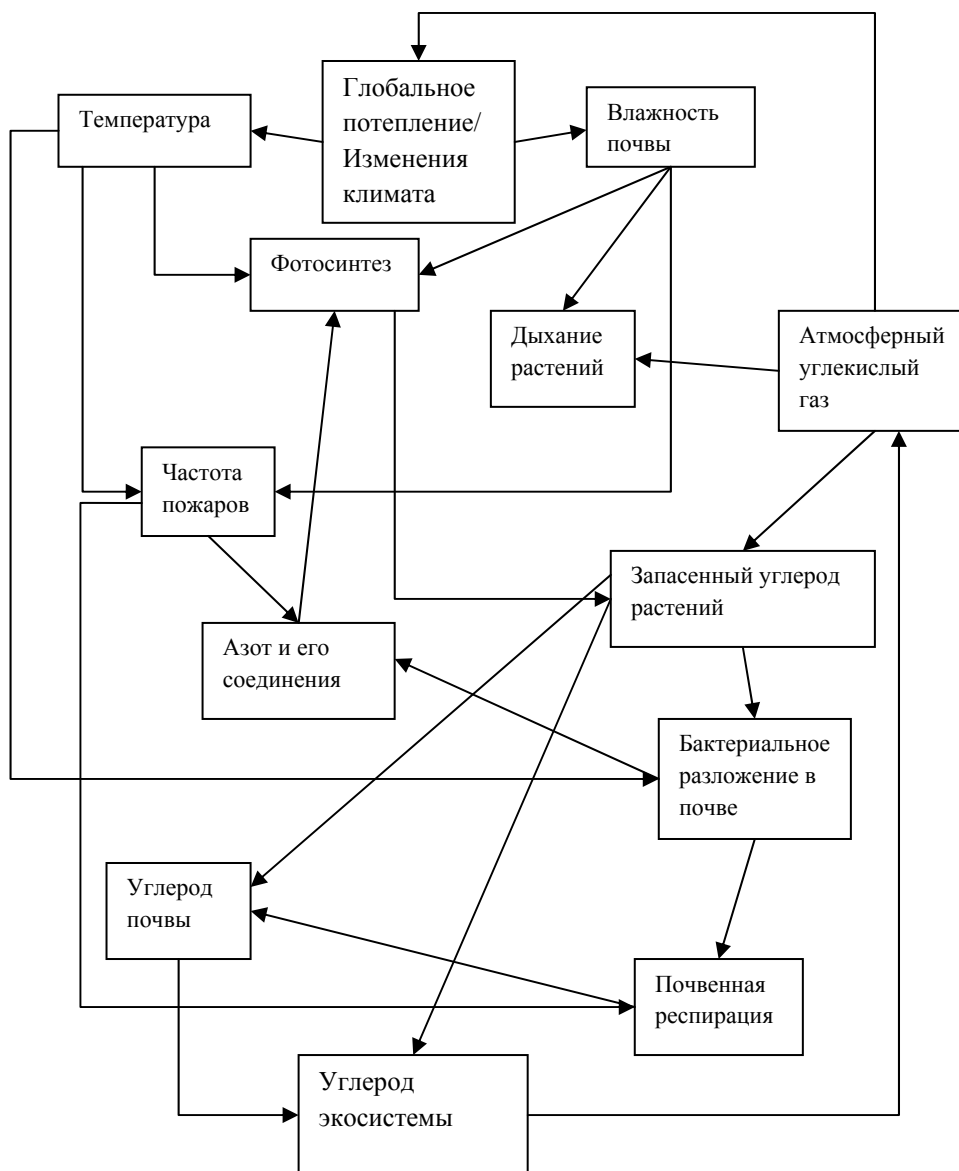 Глобальное
потепление/
Изменения
климата
Температура
Влажность
почвы
Фотосинтез
Дыхание
растений
Атмосферный
углекислый
газ
Частота
пожаров
Запасенный углерод
растений
Азот и его
соединения
Бактериальное
разложение в
почве
Углерод
почвы
Почвенная
респирация
Углерод
экосистемы